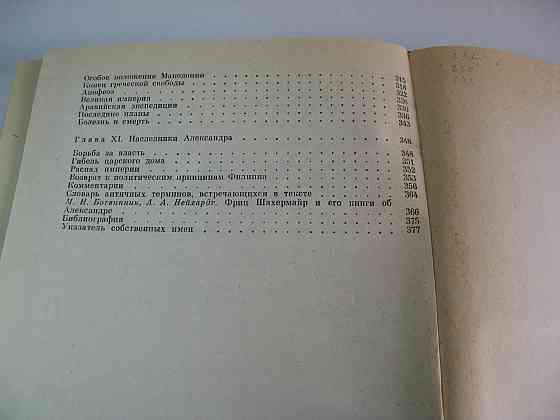 Особое положение Македонии 315
Конец греческой свободы 318
Апофеоз 322
Великая империя 326
Аравийская экспедиция 331
Последние планы 336
Болезнь и смерть 343
Глава XI. Наследники Александра 348
Борьба за власть 348
Гибель царского дома 351
Распад империи 352
Возврат к политическим принципам Филиппа 353
Комментарии 356
Словарь античных терминов, встречающихся в тексте 364
М. Н. Ботвинник, А. А. Нейхардт. Фриц Шахермайр и его книги об
Александре 366
Библиография 375
Указатель собственных имен 377